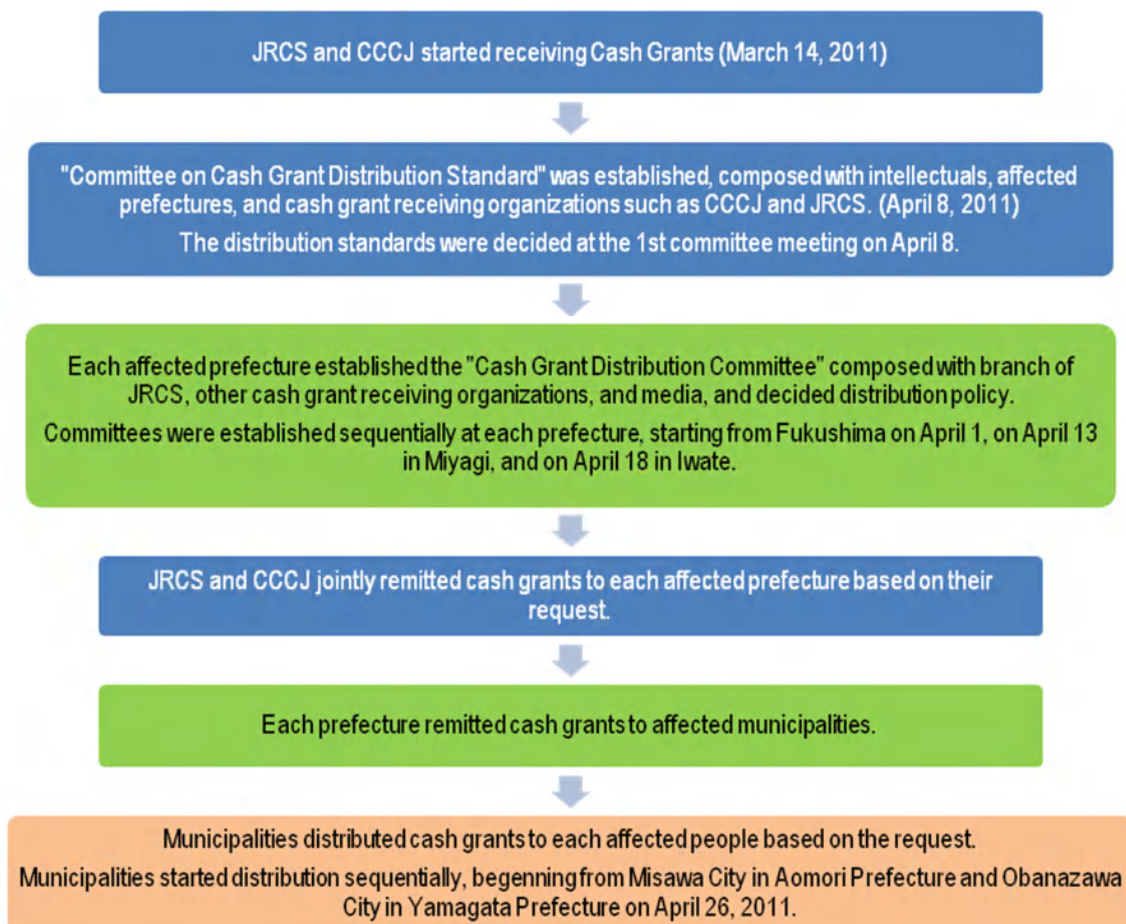 JRCS and CCCJ started receiving Cash Grants (March 14, 2011)
"Committee on Cash Grant Distribution Standard" was established, composed with intellectuals, affected
prefectures, and cash grant receiving organizations such as CCCJ and JRCS. (April 8, 2011)
The distribution standards were decided at the 1st committee meeting on April 8.
Each affected prefecture established the "Cash Grant Distribution Committee" composed with branch of
JRCS, other cash grant receiving organizations, and media, and decided distribution policy.
Committees were established sequentially at each prefecture, starting from Fukushima on April 1, on April 13
in Miyagi, and on April 18 in Iwate.
JRCS and CCCJ jointly remitted cash grants to each affected prefecture based on their
request.
Each prefecture remitted cash grants to affected municipalities.
Municipalities distributed cash grants to each affected people based on the request.
Municipalities started distribution sequentially, begenning from Misawa City in Aomori Prefecture and Obanazawa
City in Yamagata Prefecture on April 26, 2011.